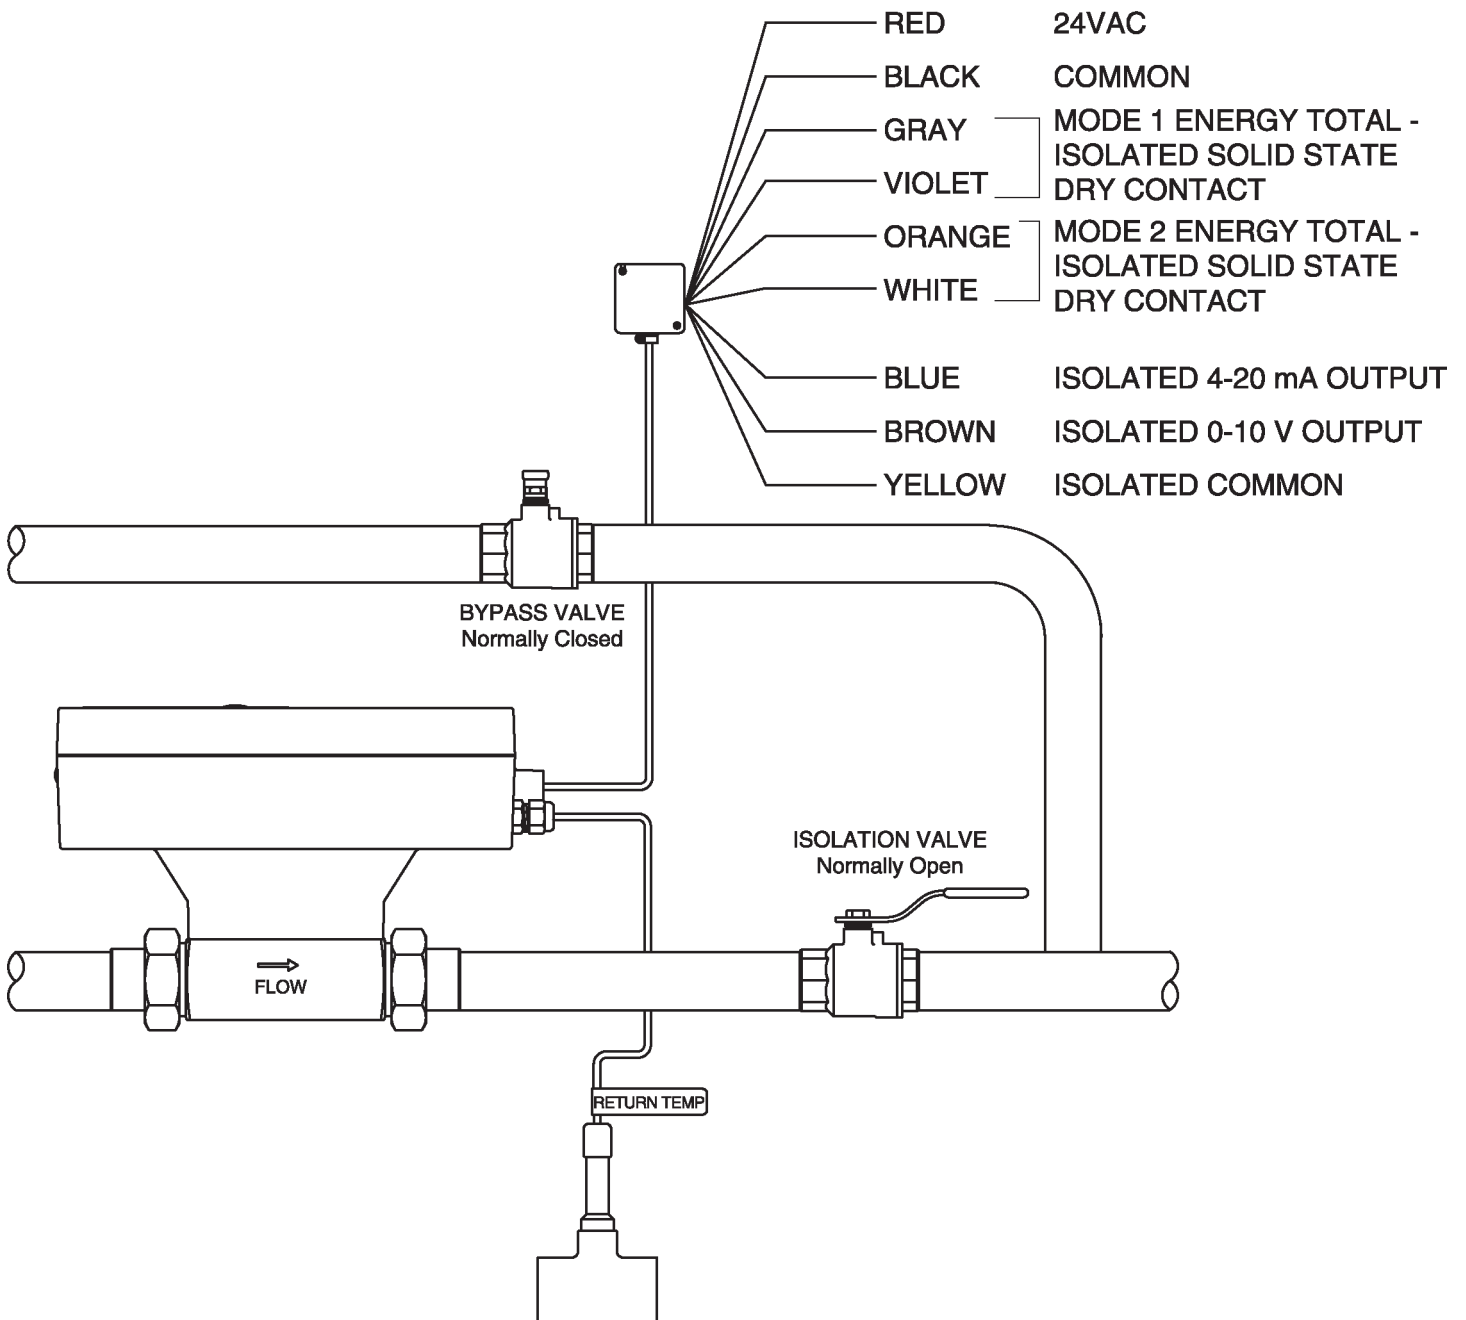 RED 24VAC
BLACK COMMON
GRAY MODE 1 ENERGY TOTAL -
ISOLATED SOLID STATE
VIOLET DRY CONTACT
ORANGE MODE 2 ENERGY TOTAL -
ISOLATED SOLID STATE
WHITE DRY CONTACT
BLUE ISOLATED 4-20 mA OUTPUT
BROWN ISOLATED 0-10 V OUTPUT
YELLOW ISOLATED COMMON
BYPASS VALVE
Normally Closed
ISOLATION VALVE
Normally Open
FLOW
RETURN TEMP